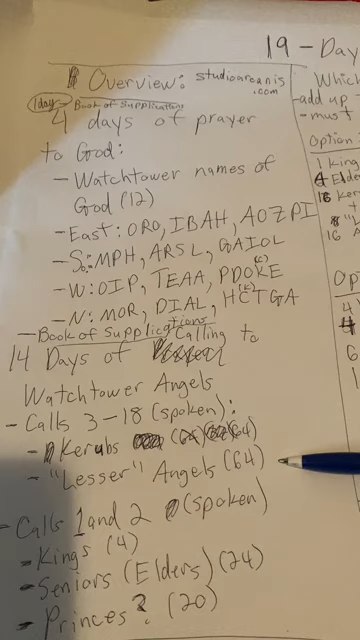 19 - Day
Overview: studioarcanis
.com
1 day - Book of Supplications
4 days of prayer
to God:
- Watchtower names of
God (12)
- East: ORO, IBAH, AOZPI
- S: MPH, ARSL, GAIOL
(K)
- W: OIP, TEAA, PDOCE
(K)
- N: MOR, DIAL, HCTGA
- Book of Supplications
14 Days of Calling to
Watchtower Angels
- Calls 3-18 (spoken):
- Kerubs (64)
- "Lesser" Angels (64)
- Calls 1 and 2 (spoken)
- Kings (4)
- Seniors (Elders) (24)
- Princes? (20)
Which
- add up
- must
Option
1 King
4 Elde
16 Ker
+
8 "
16 A
Op
4
4
6
1